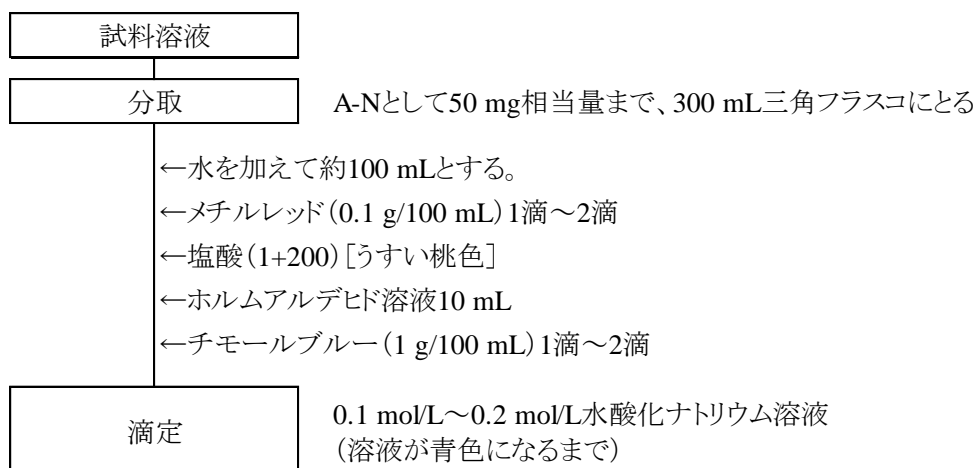 試料溶液
分取
A-Nとして50 mg相当量まで、300 mL三角フラスコにとる
←水を加えて約100 mLとする。
←メチルレッド(0.1 g/100 mL)1滴～2滴
←塩酸(1+200)[うすい桃色]
←ホルムアルデヒド溶液10 mL
←チモールブルー(1 g/100 mL)1滴～2滴
滴定
0.1 mol/L～0.2 mol/L水酸化ナトリウム溶液
(溶液が青色になるまで)